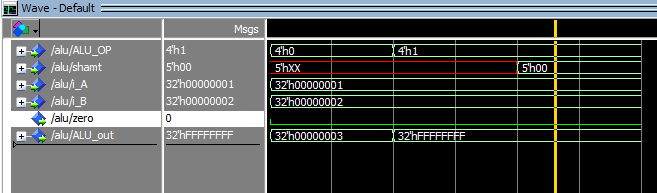 Wave - Default
Msgs
/alu/ALU_OP 4'h1 4'h0 4'h1
/alu/shamt 5'h00 5'hXX 5'h00
/alu/i_A 32'h00000001 32'h00000001
/alu/i_B 32'h00000002 32'h00000002
/alu/zero 0
/alu/ALU_out 32'hFFFFFFFF 32'h00000003 32'hFFFFFFFF